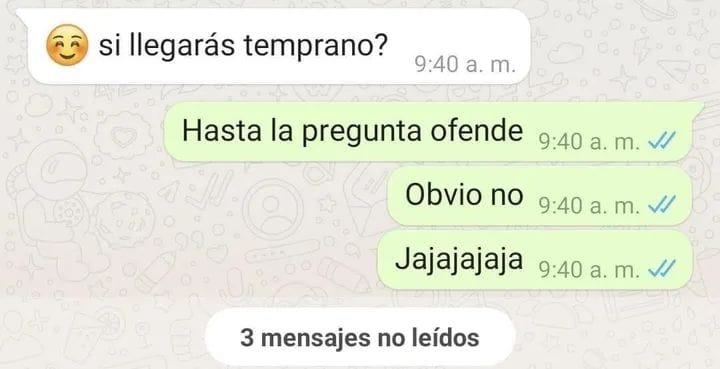 ☺️ si llegarás temprano?
9:40 a. m.
Hasta la pregunta ofende 9:40 a. m.
Obvio no 9:40 a. m.
Jajajajaja 9:40 a. m.
3 mensajes no leídos